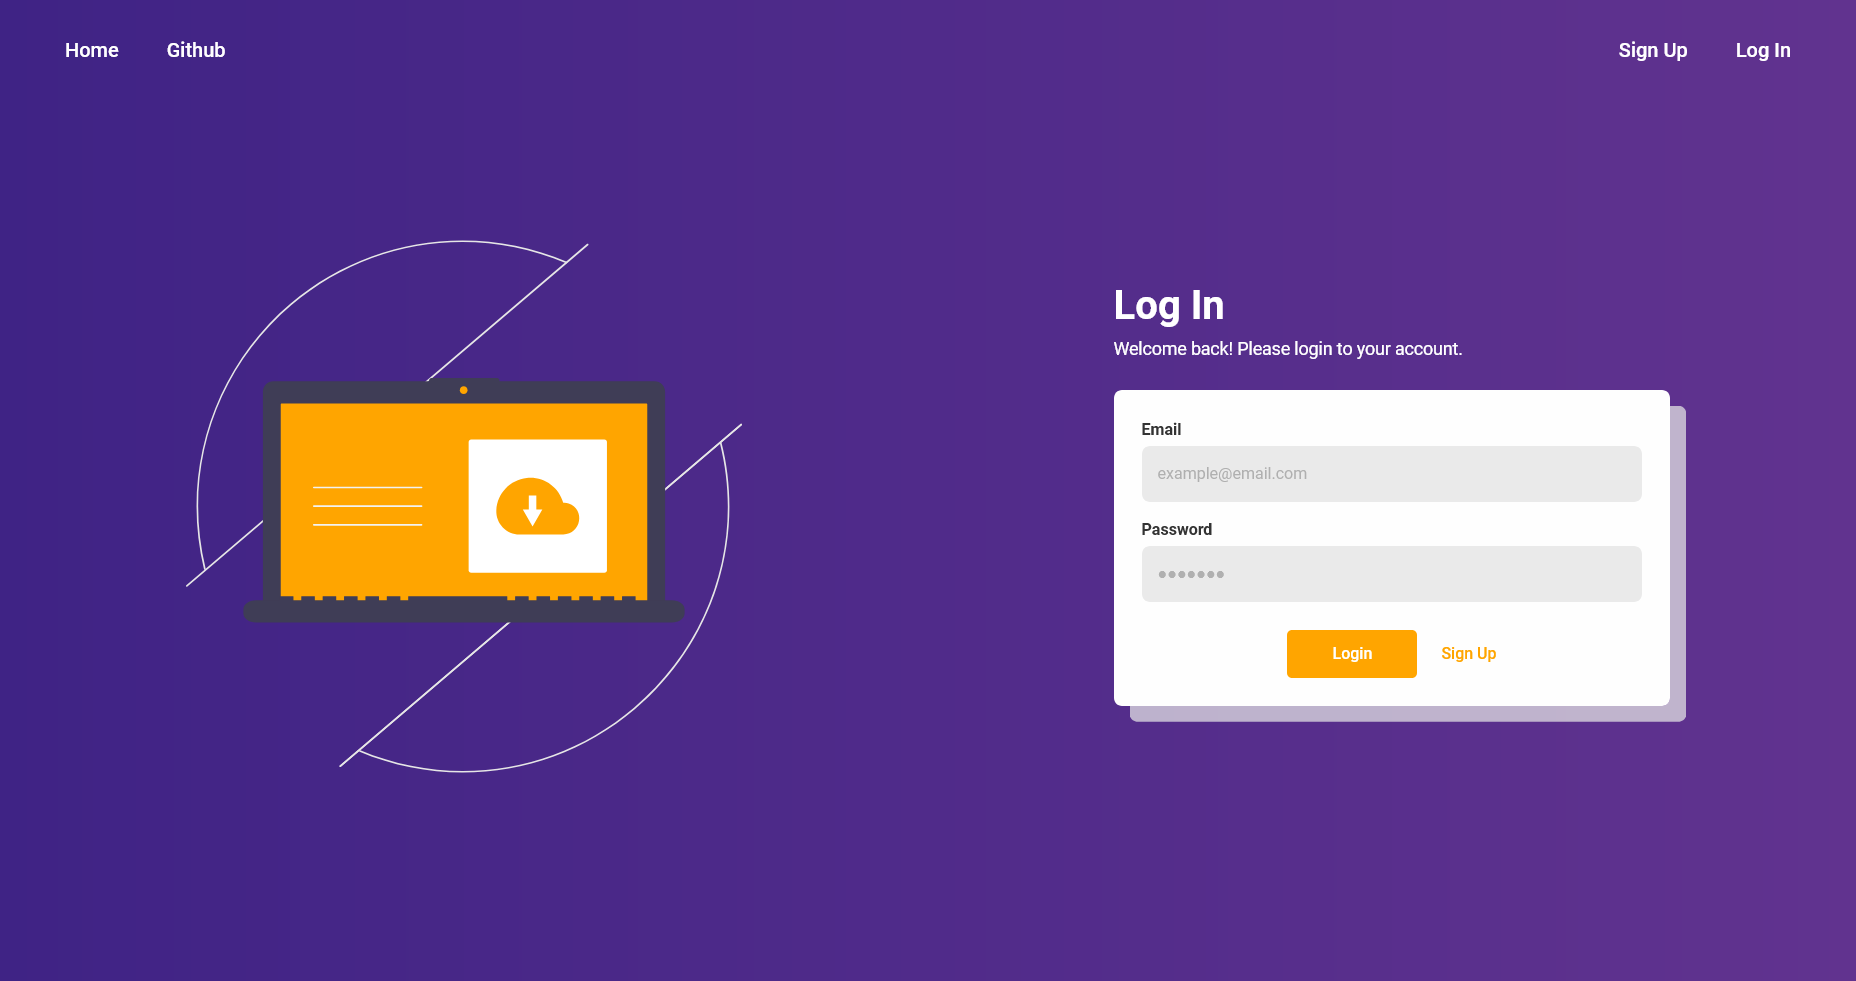 Home Github Sign Up Log In
Log In
Welcome back! Please login to your account.
Email
example@email.com
Password
●●●●●●●
Login Sign Up